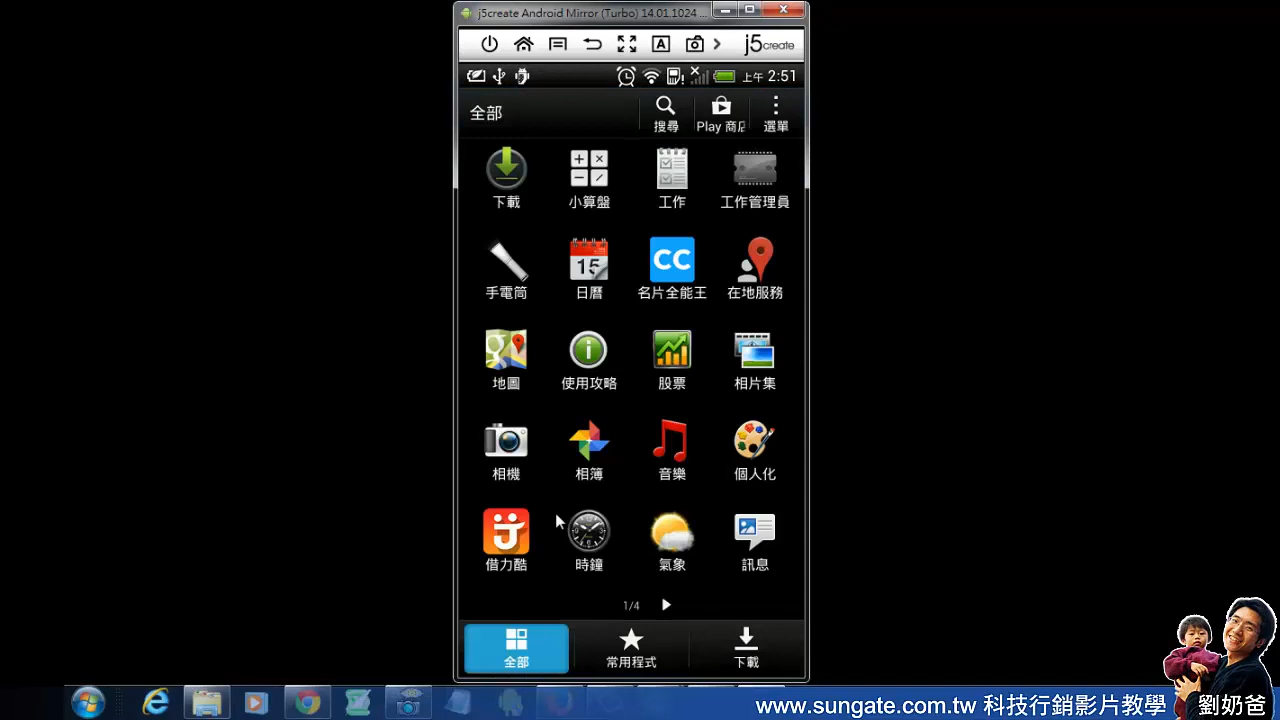 j5create Android Mirror (Turbo) 14.01.1024 ...
A
j5create
上午 2:51
全部
搜尋
Play 商店
選單
下載
小算盤
工作
工作管理員
15
CC
手電筒
日曆
名片全能王
在地服務
地圖
使用攻略
股票
相片集
相機
相簿
音樂
個人化
借力酷
時鐘
氣象
訊息
1/4
全部
常用程式
下載
www.sungate.com.tw 科技行銷影片教學
劉奶爸